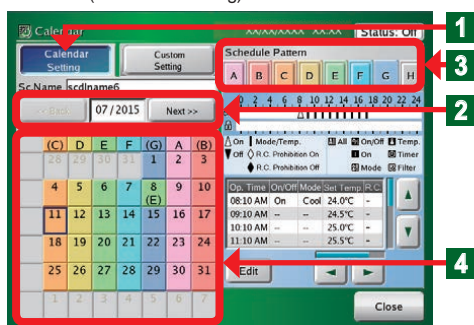 Calendar
XX/XX/XXXX XX:XX Status: On
Calendar Setting
Custom Setting
Schedule Pattern
A B C D E F G H
Sc.Name scdlname6
<< Back 07 / 2015 Next >>
0 2 4 6 8 10 12 14 16 18 20 22 24
(C) D E F (G) A (B)
28 29 30 31 1 2 3
4 5 6 7 8 (E) 9 10
11 12 13 14 15 16 17
18 19 20 21 22 23 24
25 26 27 28 29 30 31
1 2 3 4 5 6 7
△ On Mode/Temp. All On/Off Temp.
▼ Off ◇ R.C. Prohibition On On Timer
◆ R.C. Prohibition Off Mode Filter
Op. Time On/Off Mode Set Temp R.C.
08:10 AM On Cool 24.0°C -
09:10 AM -- -- 24.5°C -
10:10 AM -- -- 25.0°C -
11:10 AM -- -- 25.5°C -
Edit
Close
1
3
2
4